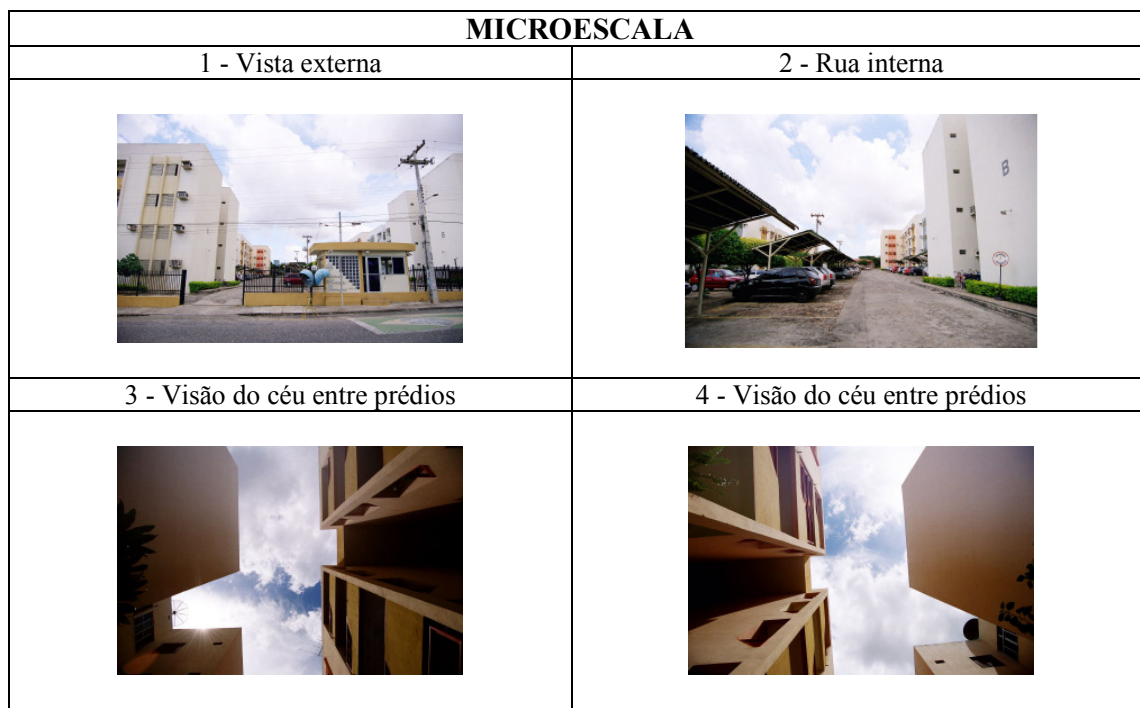 MICROESCALA
1 - Vista externa
2 - Rua interna
B
3 - Visão do céu entre prédios
4 - Visão do céu entre prédios